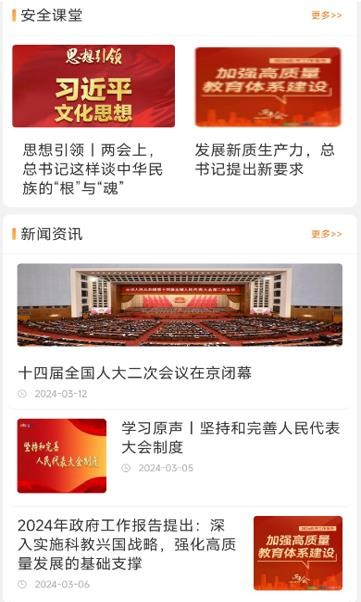 安全课堂
更多>>
思想引领
习近平
文化思想
2024年全国两会
加强高质量
教育体系建设
思想引领丨两会上，
总书记这样谈中华民
族的“根”与“魂”
发展新质生产力，总
书记提出新要求
新闻资讯
更多>>
十四届全国人大二次会议在京闭幕
2024-03-12
坚持和完善
人民代表大会制度
学习原声丨坚持和完善人民代表
大会制度
2024-03-05
2024年政府工作报告提出：深
入实施科教兴国战略，强化高质
量发展的基础支撑
2024-03-06
加强高质量
教育体系建设